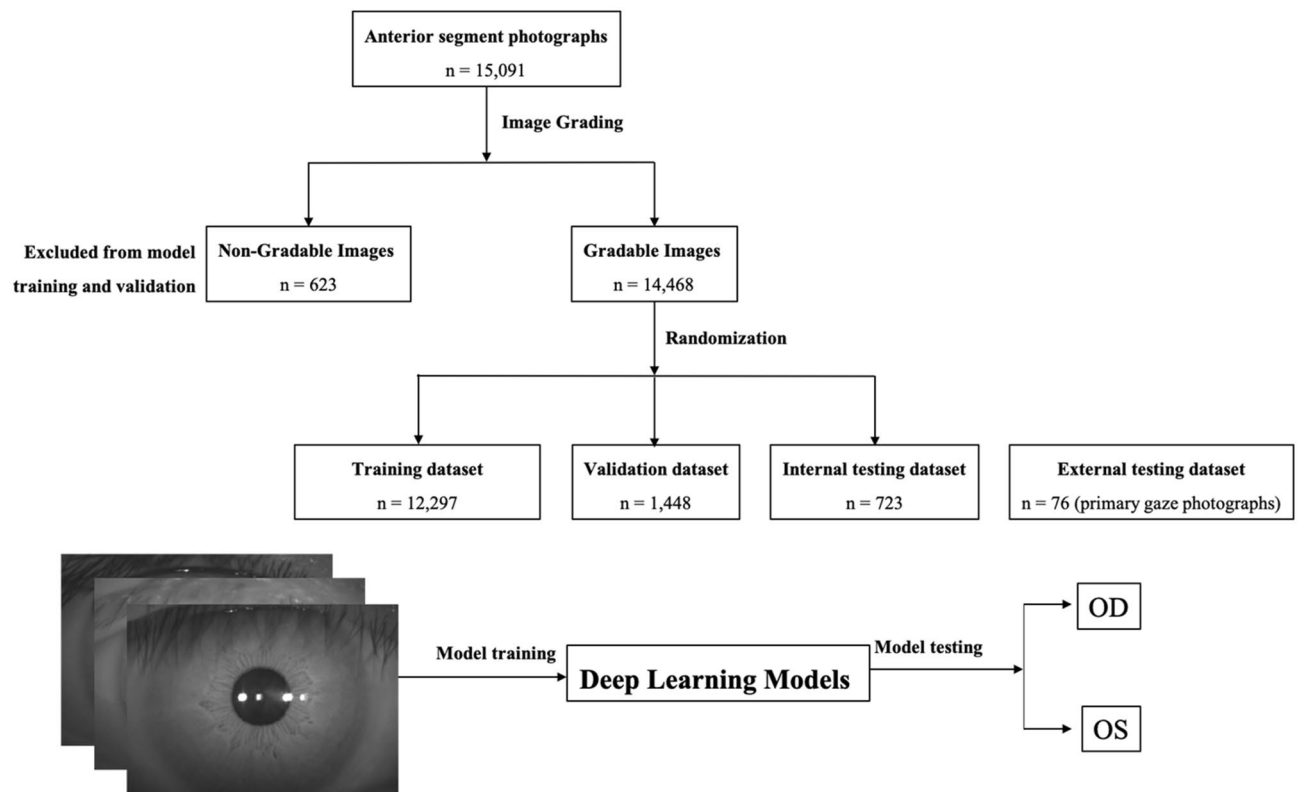 Anterior segment photographs
n = 15,091
Image Grading
Excluded from model
training and validation
Non-Gradable Images
n = 623
Gradable Images
n = 14,468
Randomization
Training dataset
n = 12,297
Validation dataset
n = 1,448
Internal testing dataset
n = 723
External testing dataset
n = 76 (primary gaze photographs)
Model training
Deep Learning Models
Model testing
OD
OS